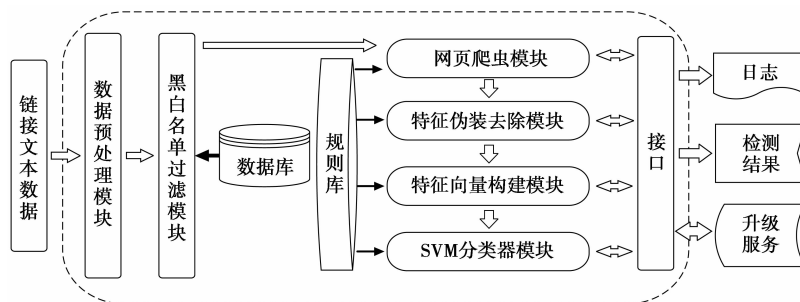 链接文本数据
数据预处理模块
黑白名单过滤模块
数据库
规则库
网页爬虫模块
特征伪装去除模块
特征向量构建模块
SVM分类器模块
接口
日志
检测
结果
升级
服务